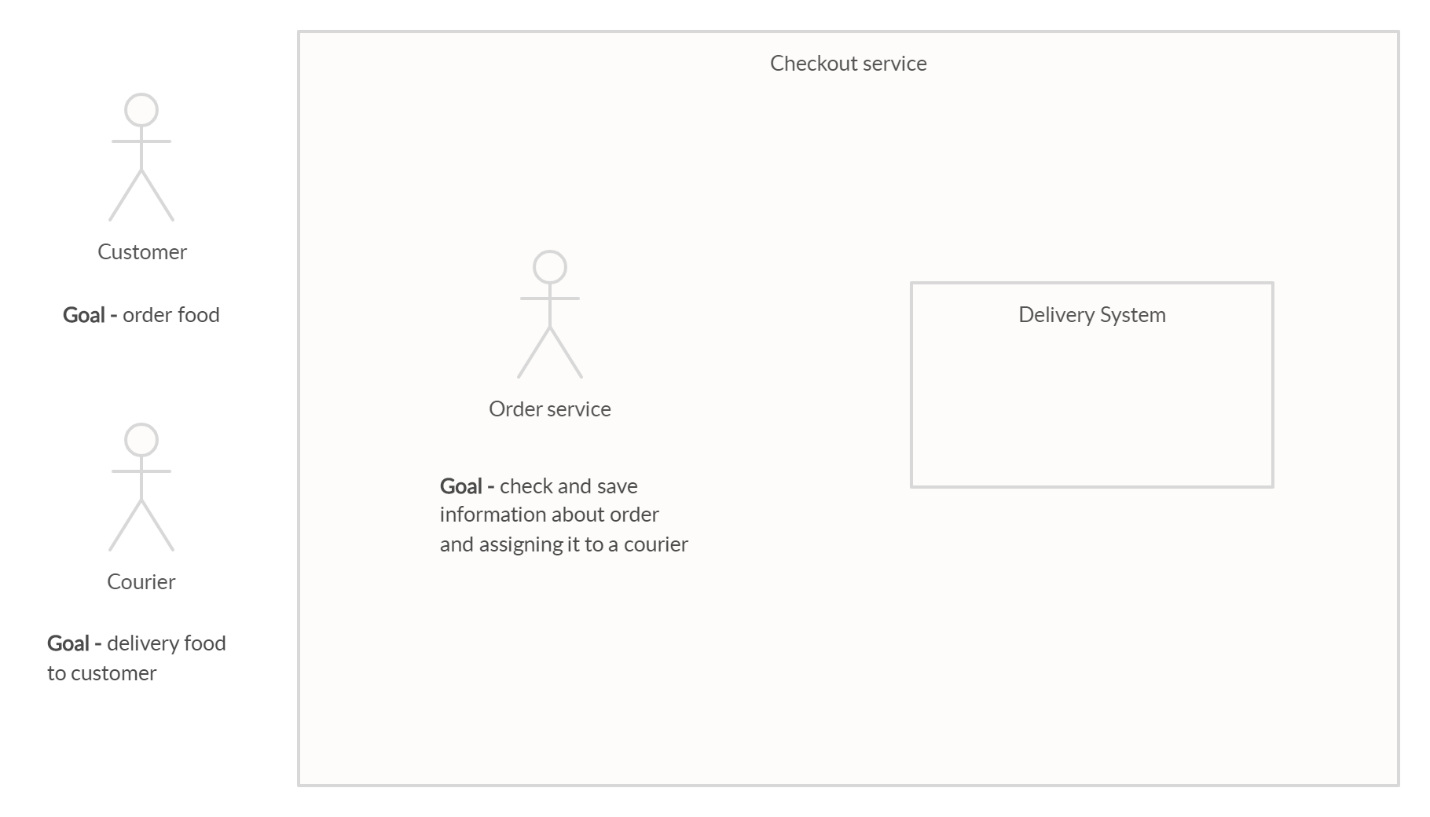 Checkout service
Customer
Goal - order food
Order service
Goal - check and save
information about order
and assigning it to a courier
Delivery System
Courier
Goal - delivery food
to customer